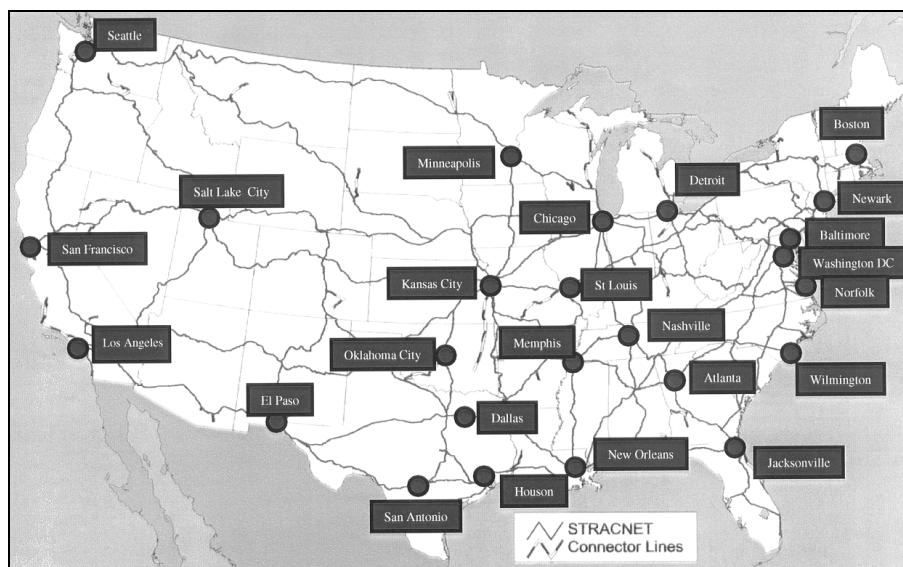 Seattle
Boston
Minneapolis
Detroit
Salt Lake City
Newark
Chicago
Baltimore
San Francisco
Washington DC
Kansas City
St Louis
Norfolk
Nashville
Los Angeles
Oklahoma City
Memphis
Atlanta
Wilmington
El Paso
Dallas
New Orleans
Jacksonville
Houson
San Antonio
STRACNET
Connector Lines